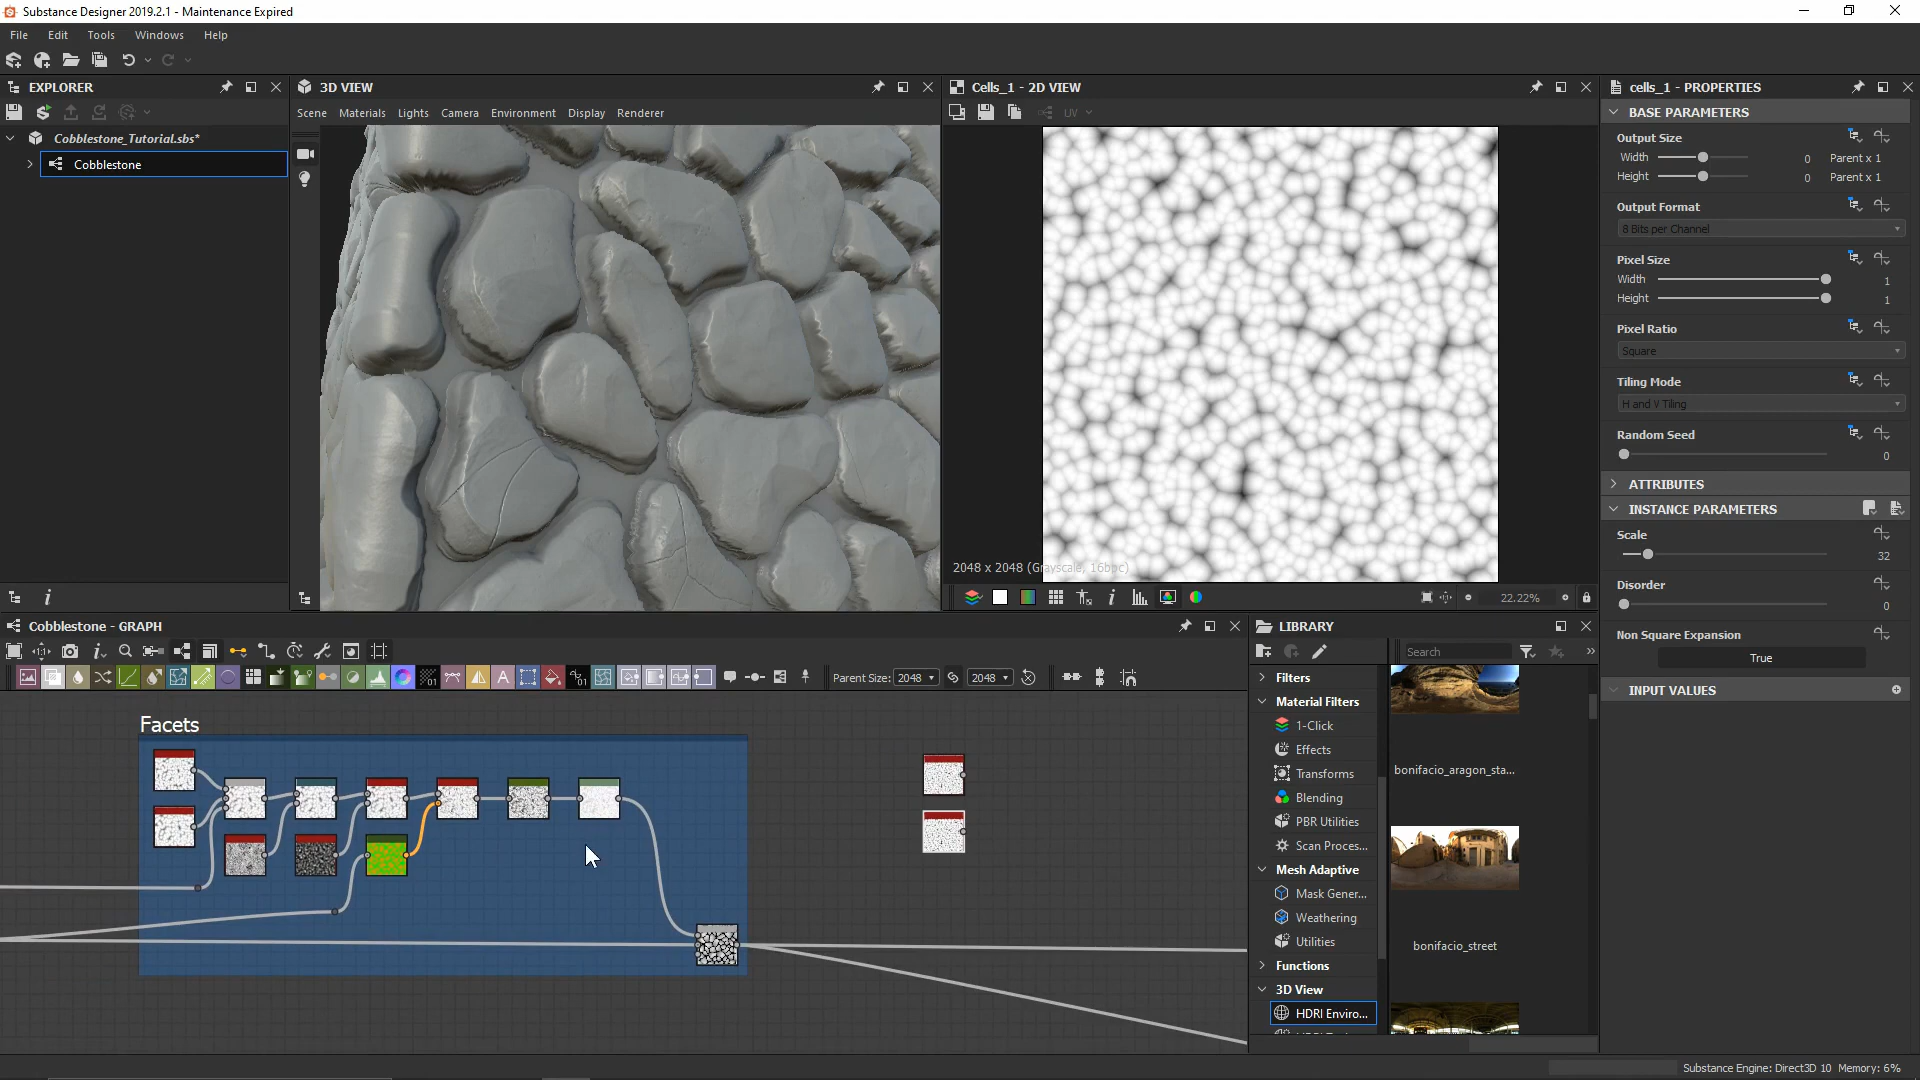 Substance Designer 2019.2.1 - Maintenance Expired
File Edit Tools Windows Help
EXPLORER
Cobblestone_Tutorial.sbs*
Cobblestone
3D VIEW
Scene Materials Lights Camera Environment Display Renderer
Cells_1 - 2D VIEW
UV
2048 x 2048 (Grayscale, 16bpc)
22.22%
cells_1 - PROPERTIES
BASE PARAMETERS
Output Size
Width 0 Parent x 1
Height 0 Parent x 1
Output Format
8 Bits per Channel
Pixel Size
Width 1
Height 1
Pixel Ratio
Square
Tiling Mode
H and V Tiling
Random Seed
0
ATTRIBUTES
INSTANCE PARAMETERS
Scale
32
Disorder
0
Non Square Expansion
True
INPUT VALUES
Cobblestone - GRAPH
Parent Size: 2048 2048
Facets
LIBRARY
Search
Filters
Material Filters
1-Click
Effects
Transforms
Blending
PBR Utilities
Scan Proces...
Mesh Adaptive
Mask Gener...
Weathering
Utilities
Functions
3D View
HDRI Enviro...
bonifacio_aragon_sta...
bonifacio_street
Substance Engine: Direct3D 10 Memory: 6%